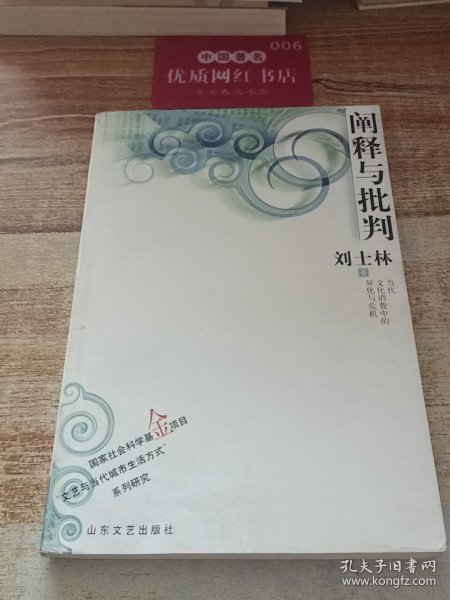 006
中国著名
优质网红书店
阐释与批判
刘士林
著
当代
文化消费中的
异化与危机
国家社会科学基金项目
“文艺与当代城市生活方式”
系列研究
山东文艺出版社
孔夫子旧书网
www.kongfz.com